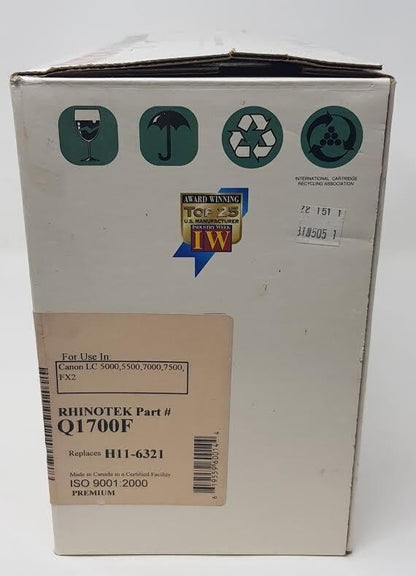 INTERNATIONAL CARTRIDGE
RECYCLING ASSOCIATION
AWARD WINNING
Top 25
U.S. MANUFACTURER
INDUSTRY WEEK
IW
22 151 1
310505 1
For Use In:
Canon LC 5000,5500,7000,7500,
FX2
RHINOTEK Part #
Q1700F
Replaces H11-6321
Made in Canada in a Certified Facility
ISO 9001:2000
PREMIUM